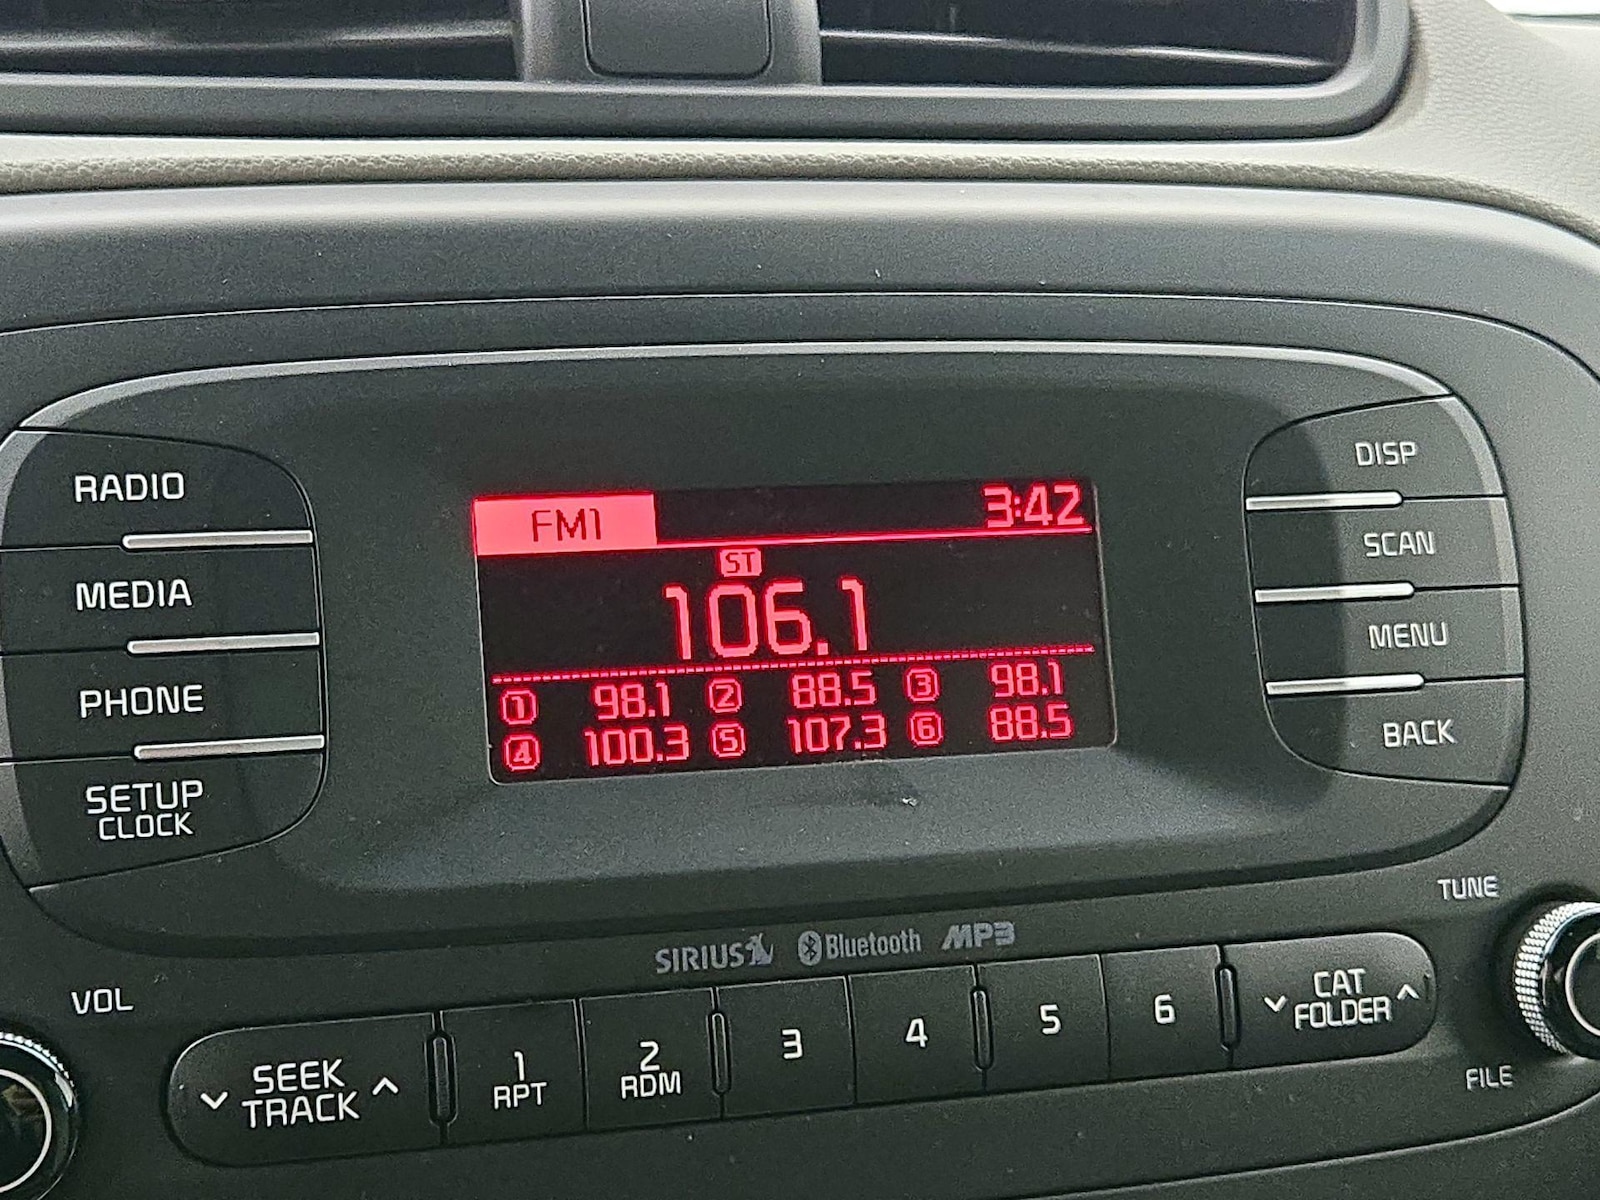 RADIO
MEDIA
PHONE
SETUP
CLOCK
FM1 3:42
ST
106.1
1 98.1 2 88.5 3 98.1
4 100.3 5 107.3 6 88.5
DISP
SCAN
MENU
BACK
TUNE
SIRIUS Bluetooth MP3
VOL
SEEK
TRACK
1
RPT
2
RDM
3
4
5
6
CAT
FOLDER
FILE